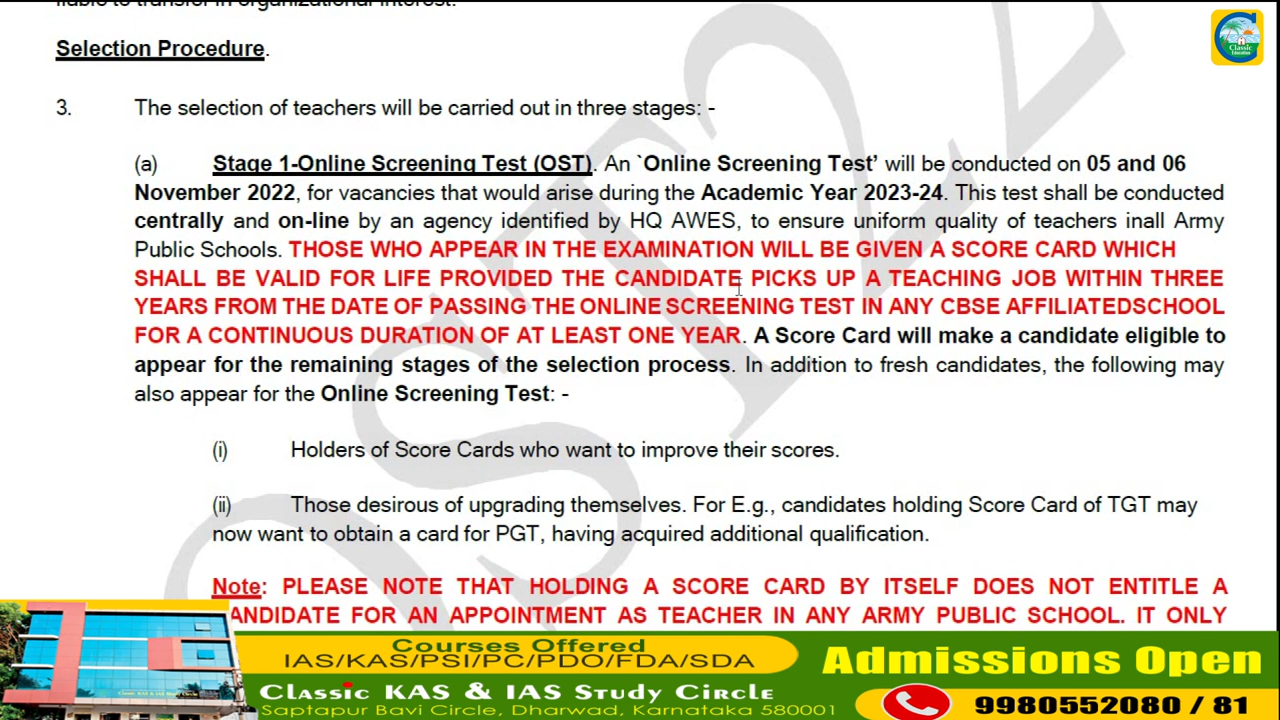 liable to transfer in organizational interest.
Selection Procedure.
3. The selection of teachers will be carried out in three stages: -
(a) Stage 1-Online Screening Test (OST). An `Online Screening Test’ will be conducted on 05 and 06
November 2022, for vacancies that would arise during the Academic Year 2023-24. This test shall be conducted
centrally and on-line by an agency identified by HQ AWES, to ensure uniform quality of teachers inall Army
Public Schools. THOSE WHO APPEAR IN THE EXAMINATION WILL BE GIVEN A SCORE CARD WHICH
SHALL BE VALID FOR LIFE PROVIDED THE CANDIDATE PICKS UP A TEACHING JOB WITHIN THREE
YEARS FROM THE DATE OF PASSING THE ONLINE SCREENING TEST IN ANY CBSE AFFILIATEDSCHOOL
FOR A CONTINUOUS DURATION OF AT LEAST ONE YEAR. A Score Card will make a candidate eligible to
appear for the remaining stages of the selection process. In addition to fresh candidates, the following may
also appear for the Online Screening Test: -
(i) Holders of Score Cards who want to improve their scores.
(ii) Those desirous of upgrading themselves. For E.g., candidates holding Score Card of TGT may
now want to obtain a card for PGT, having acquired additional qualification.
Note: PLEASE NOTE THAT HOLDING A SCORE CARD BY ITSELF DOES NOT ENTITLE A
ANDIDATE FOR AN APPOINTMENT AS TEACHER IN ANY ARMY PUBLIC SCHOOL. IT ONLY
Courses Offered
IAS/KAS/PSI/PC/PDO/FDA/SDA
Classic KAS & IAS Study Circle
Saptapur Bavi Circle, Dharwad, Karnataka 580001
Admissions Open
9980552080 / 81
Classic
Education